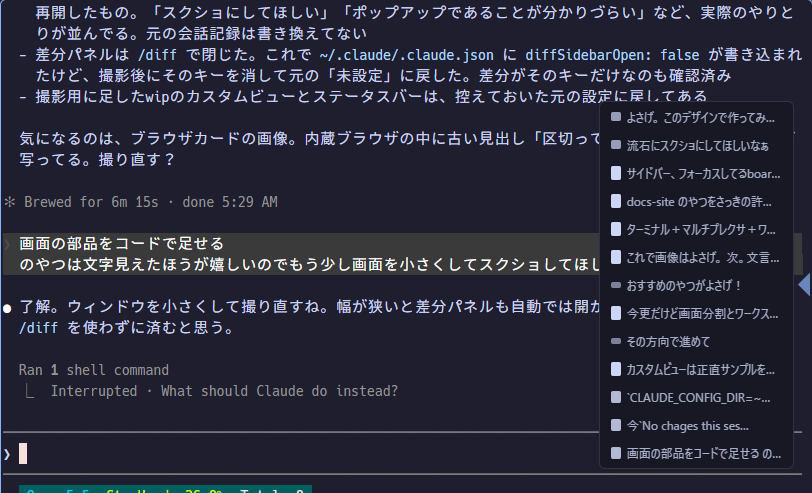 再開したもの。「スクショにしてほしい」「ポップアップであることが分かりづらい」など、実際のやりと
りが並んでる。元の会話記録は書き換えてない
- 差分パネルは /diff で閉じた。これで ~/.claude/.claude.json に diffSidebarOpen: false が書き込まれ
たけど、撮影後にそのキーを消して元の「未設定」に戻した。差分がそのキーだけなのも確認済み
- 撮影用に足したwipのカスタムビューとステータスバーは、控えておいた元の設定に戻してある
気になるのは、ブラウザカードの画像。内蔵ブラウザの中に古い見出し「区切って
写ってる。撮り直す？
✻ Brewed for 6m 15s · done 5:29 AM
❯ 画面の部品をコードで足せる
のやつは文字見えたほうが嬉しいのでもう少し画面を小さくしてスクショしてほし
● 了解。ウィンドウを小さくして撮り直すね。幅が狭いと差分パネルも自動では開か
/diff を使わずに済むと思う。
Ran 1 shell command
⎿ Interrupted · What should Claude do instead?
❯
よさげ。このデザインで作ってみ...
流石にスクショにしてほしいなぁ
サイドバー、フォーカスしてるboar...
docs-site のやつをさっきの許...
ターミナル＋マルチプレクサ＋ワ...
これで画像はよさげ。次。文言...
おすすめのやつがよさげ！
今更だけど画面分割とワークス...
その方向で進めて
カスタムビューは正直サンプルを...
`CLAUDE_CONFIG_DIR=~...
今`No chages this ses...
画面の部品をコードで足せる の...